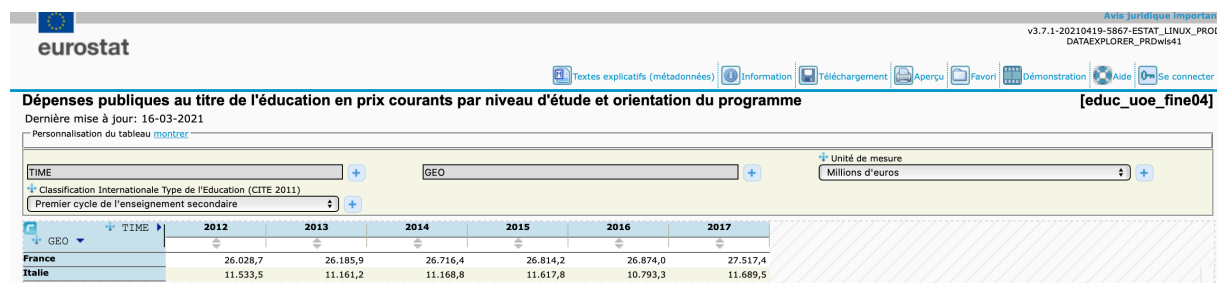 Avis juridique importan
eurostat
v3.7.1-20210419-5867-ESTAT_LINUX_PROD
DATAEXPLORER_PRDwls41
Textes explicatifs (métadonnées) Information Téléchargement Aperçu Favori Démonstration Aide Se connecter
Dépenses publiques au titre de l'éducation en prix courants par niveau d'étude et orientation du programme [educ_uoe_fine04]
Dernière mise à jour: 16-03-2021
Personnalisation du tableau montrer
Unité de mesure
TIME + GEO + Millions d'euros +
Classification Internationale Type de l'Education (CITE 2011)
Premier cycle de l'enseignement secondaire +
TIME 2012 2013 2014 2015 2016 2017
GEO
France 26.028,7 26.185,9 26.716,4 26.814,2 26.874,0 27.517,4
Italie 11.533,5 11.161,2 11.168,8 11.617,8 10.793,3 11.689,5